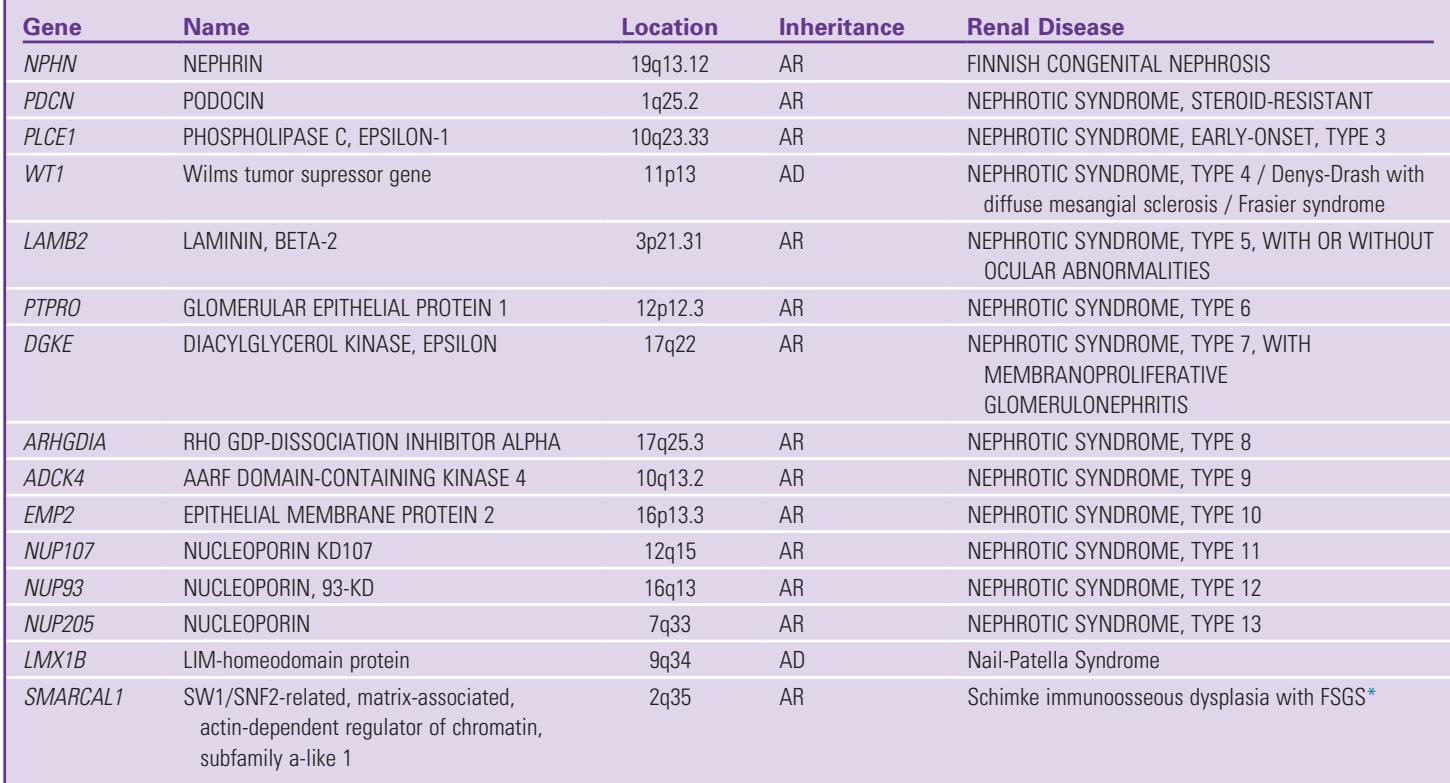 Gene Name Location Inheritance Renal Disease
NPHN NEPHRIN 19q13.12 AR FINNISH CONGENITAL NEPHROSIS
PDCN PODOCIN 1q25.2 AR NEPHROTIC SYNDROME, STEROID-RESISTANT
PLCE1 PHOSPHOLIPASE C, EPSILON-1 10q23.33 AR NEPHROTIC SYNDROME, EARLY-ONSET, TYPE 3
WT1 Wilms tumor supressor gene 11p13 AD NEPHROTIC SYNDROME, TYPE 4 / Denys-Drash with
diffuse mesangial sclerosis / Frasier syndrome
LAMB2 LAMININ, BETA-2 3p21.31 AR NEPHROTIC SYNDROME, TYPE 5, WITH OR WITHOUT
OCULAR ABNORMALITIES
PTPRO GLOMERULAR EPITHELIAL PROTEIN 1 12p12.3 AR NEPHROTIC SYNDROME, TYPE 6
DGKE DIACYLGLYCEROL KINASE, EPSILON 17q22 AR NEPHROTIC SYNDROME, TYPE 7, WITH
MEMBRANOPROLIFERATIVE
GLOMERULONEPHRITIS
ARHGDIA RHO GDP-DISSOCIATION INHIBITOR ALPHA 17q25.3 AR NEPHROTIC SYNDROME, TYPE 8
ADCK4 AARF DOMAIN-CONTAINING KINASE 4 10q13.2 AR NEPHROTIC SYNDROME, TYPE 9
EMP2 EPITHELIAL MEMBRANE PROTEIN 2 16p13.3 AR NEPHROTIC SYNDROME, TYPE 10
NUP107 NUCLEOPORIN KD107 12q15 AR NEPHROTIC SYNDROME, TYPE 11
NUP93 NUCLEOPORIN, 93-KD 16q13 AR NEPHROTIC SYNDROME, TYPE 12
NUP205 NUCLEOPORIN 7q33 AR NEPHROTIC SYNDROME, TYPE 13
LMX1B LIM-homeodomain protein 9q34 AD Nail-Patella Syndrome
SMARCAL1 SW1/SNF2-related, matrix-associated, 2q35 AR Schimke immunoosseous dysplasia with FSGS*
actin-dependent regulator of chromatin,
subfamily a-like 1